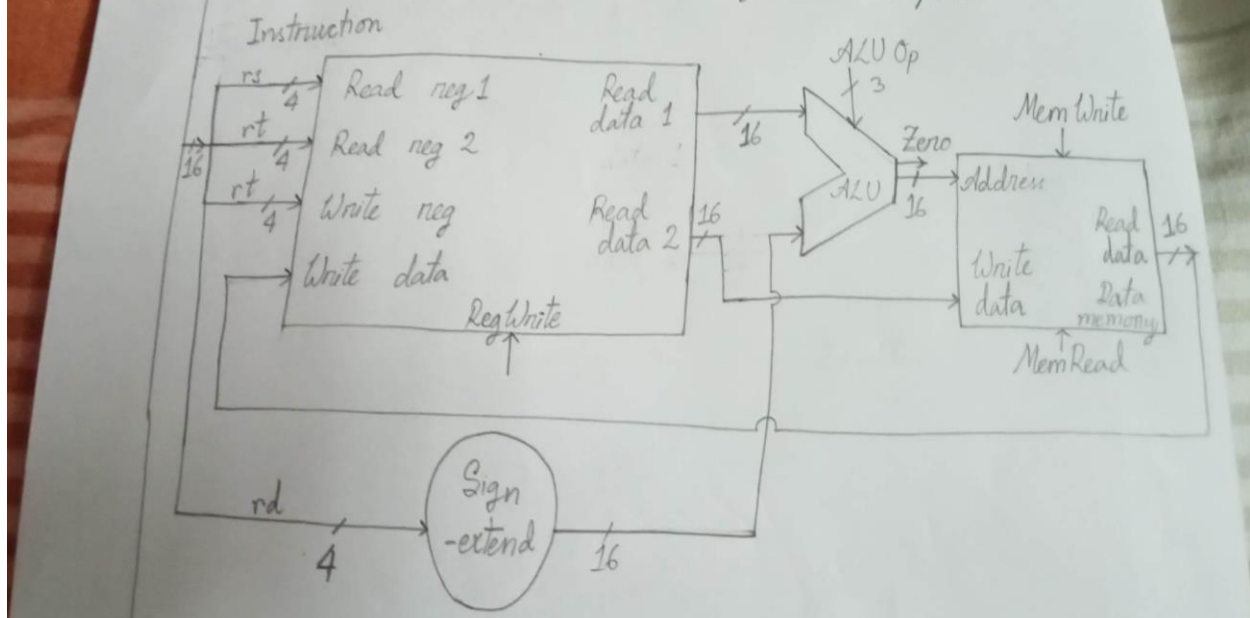 Instruction
rs
4
Read reg 1
Read
data 1
16
rt
4
Read reg 2
16
rt
4
Write reg
Read
data 2
16
Write data
RegWrite
ALU Op
3
ALU
Zero
16
MemWrite
Address
Read
data
16
Write
data
Data
memory
MemRead
rd
4
Sign
-extend
16